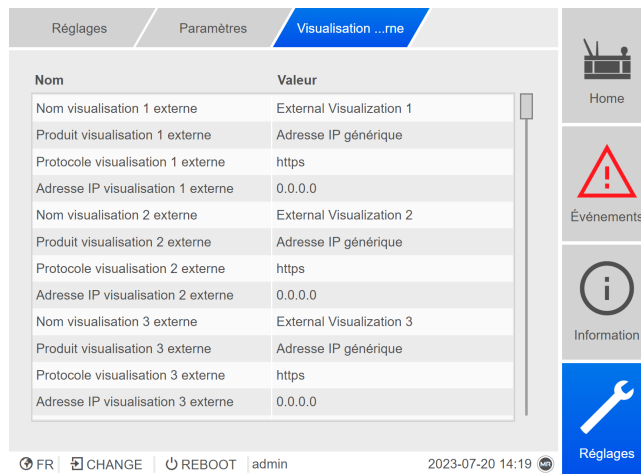 Réglages Paramètres Visualisation ...rne
Nom Valeur
Nom visualisation 1 externe External Visualization 1
Produit visualisation 1 externe Adresse IP générique
Protocole visualisation 1 externe https
Adresse IP visualisation 1 externe 0.0.0.0
Nom visualisation 2 externe External Visualization 2
Produit visualisation 2 externe Adresse IP générique
Protocole visualisation 2 externe https
Adresse IP visualisation 2 externe 0.0.0.0
Nom visualisation 3 externe External Visualization 3
Produit visualisation 3 externe Adresse IP générique
Protocole visualisation 3 externe https
Adresse IP visualisation 3 externe 0.0.0.0
Home
Événements
Information
Réglages
FR CHANGE REBOOT admin 2023-07-20 14:19 MR